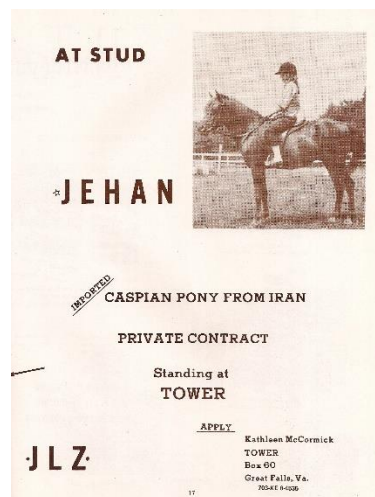 AT STUD
☆JEHAN
IMPORTED
CASPIAN PONY FROM IRAN
PRIVATE CONTRACT
Standing at
TOWER
APPLY
Kathleen McCormick
TOWER
Box 60
Great Falls, Va.
·JLZ·
17